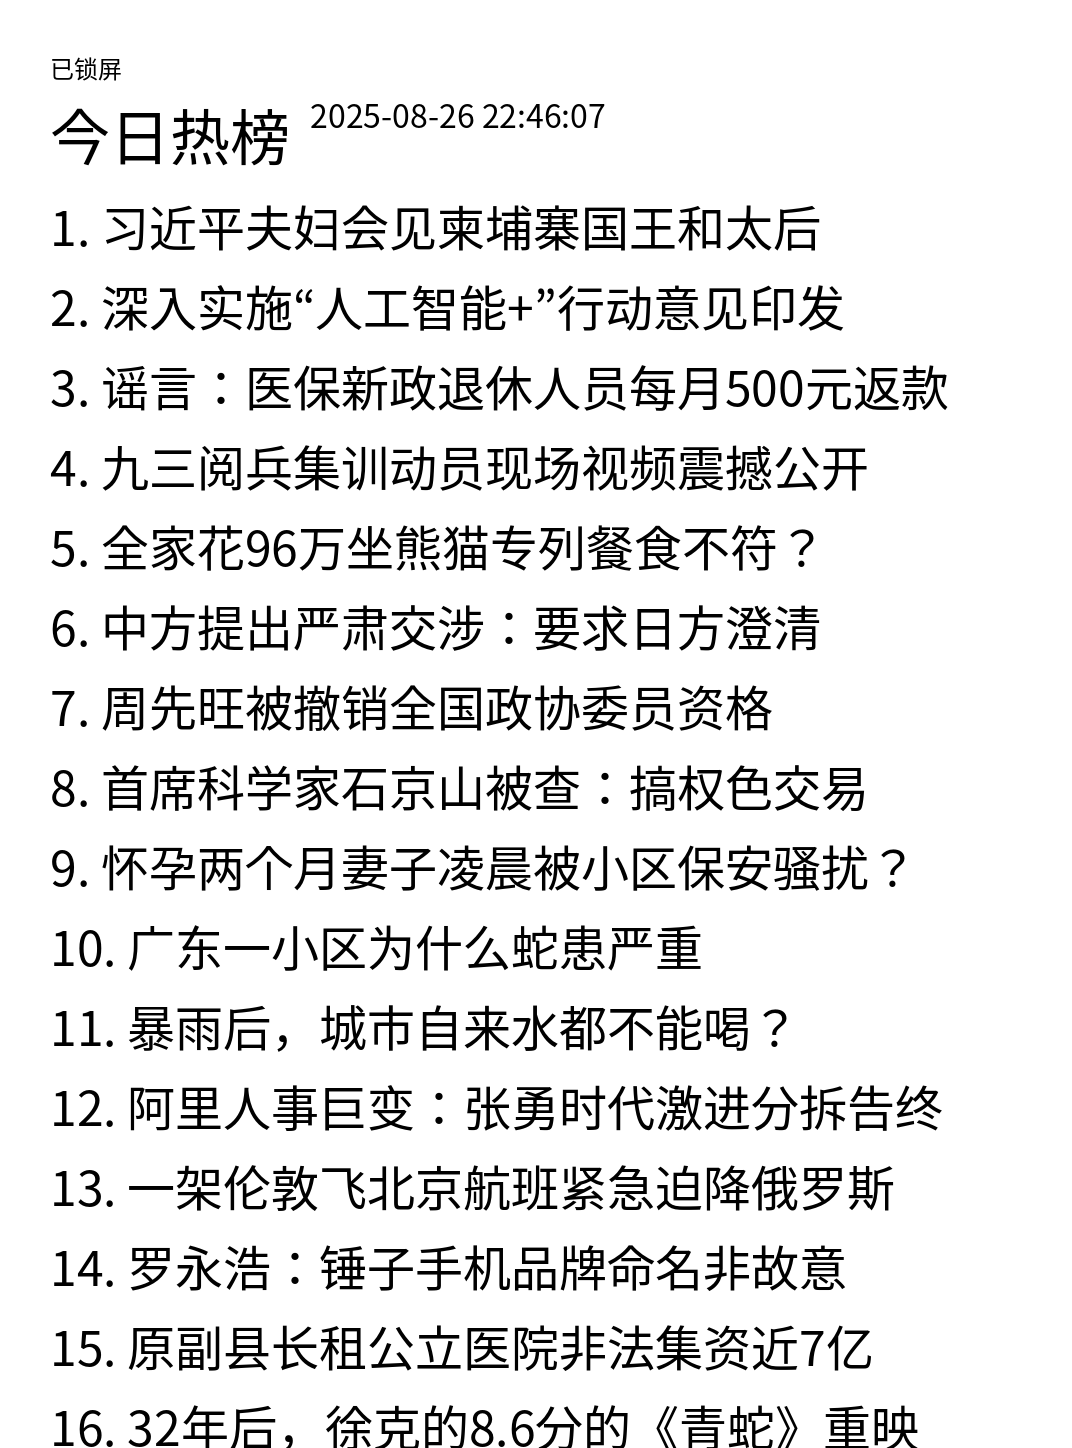 已锁屏
今日热榜 2025-08-26 22:46:07
1. 习近平夫妇会见柬埔寨国王和太后
2. 深入实施“人工智能+”行动意见印发
3. 谣言：医保新政退休人员每月500元返款
4. 九三阅兵集训动员现场视频震撼公开
5. 全家花96万坐熊猫专列餐食不符？
6. 中方提出严肃交涉：要求日方澄清
7. 周先旺被撤销全国政协委员资格
8. 首席科学家石京山被查：搞权色交易
9. 怀孕两个月妻子凌晨被小区保安骚扰？
10. 广东一小区为什么蛇患严重
11. 暴雨后，城市自来水都不能喝？
12. 阿里人事巨变：张勇时代激进分拆告终
13. 一架伦敦飞北京航班紧急迫降俄罗斯
14. 罗永浩：锤子手机品牌命名非故意
15. 原副县长租公立医院非法集资近7亿
16. 32年后，徐克的8.6分的《青蛇》重映